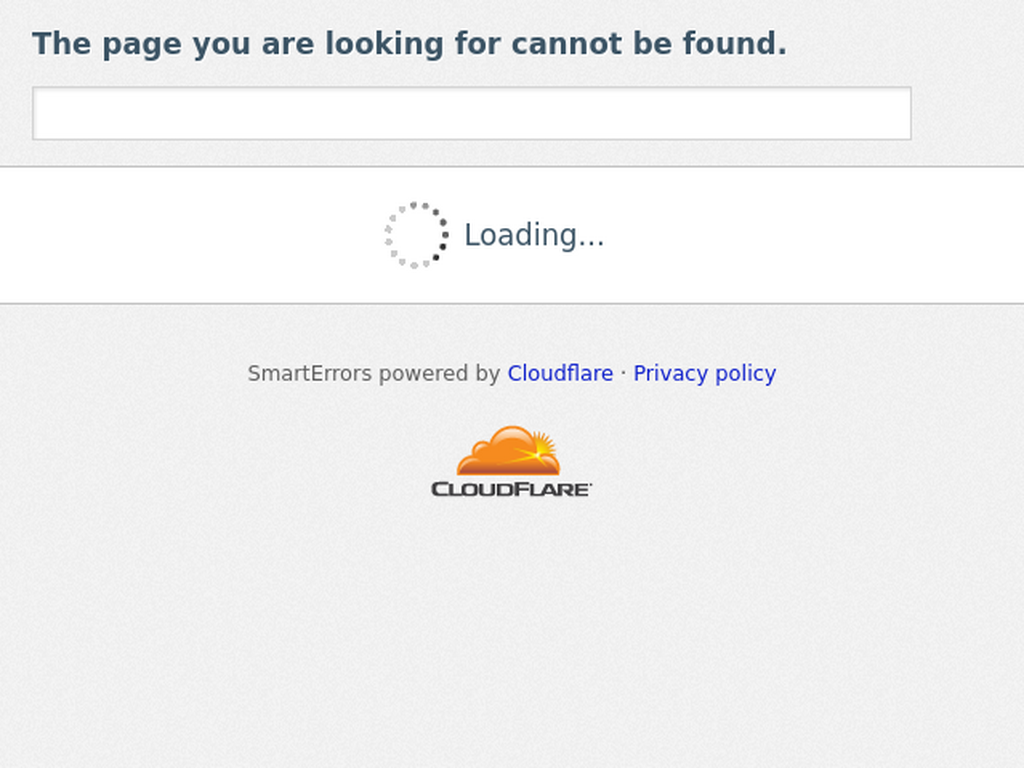 The page you are looking for cannot be found.
Loading...
SmartErrors powered by Cloudflare · Privacy policy
CLOUDFLARE